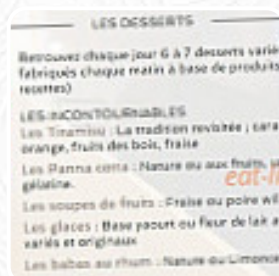 LES DESSERTS
Retrouvez chaque jour 6 à 7 desserts varié
fabriqués chaque matin à base de produits
recettes)
LES INCONTOURNABLES
Les Tiramisu : La tradition revisitée ; cara
orange, fruits des bois, fraise
Les Panna cotta : Nature ou aux fruits,
gélatine.
eat-
Les soupes de fruits : Fraise ou poire
Les glaces : Base yaourt ou fleur de lait a
variés et originaux
Les babas au rhum : Nature ou